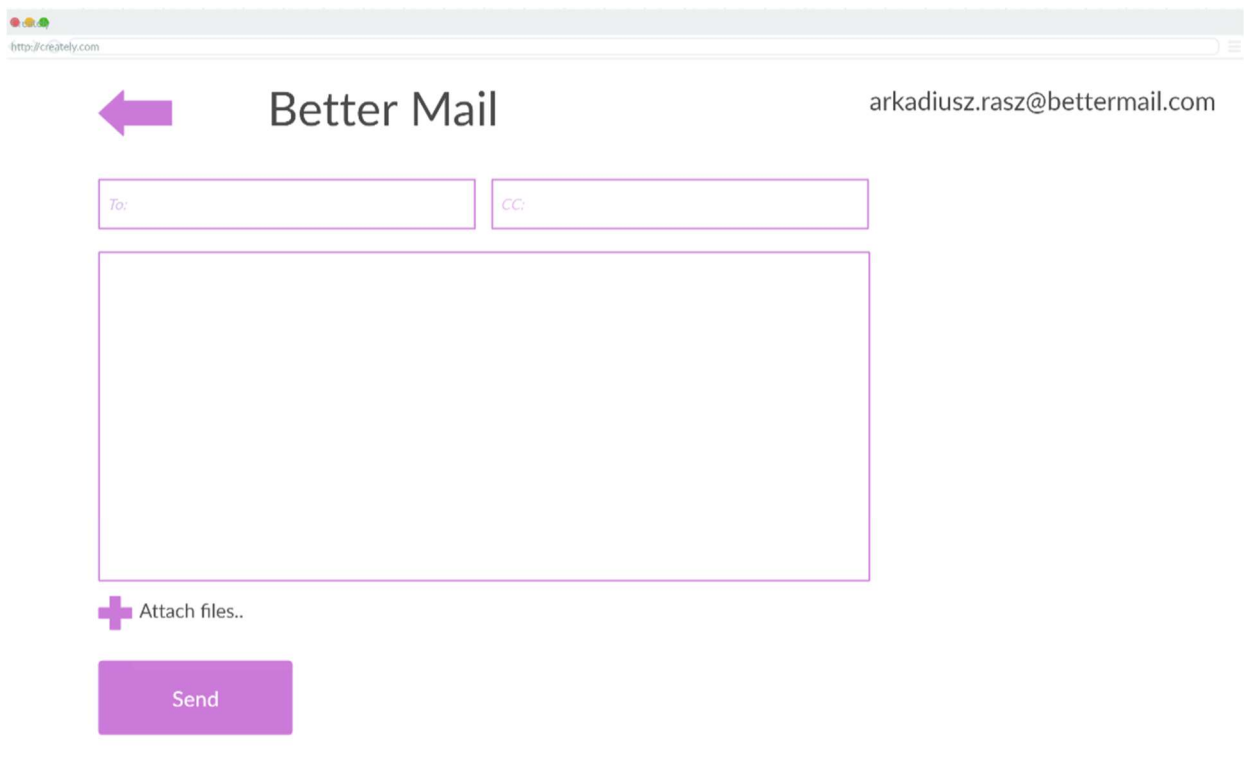 http://creately.com
Better Mail
arkadiusz.rasz@bettermail.com
To:
CC:
Attach files..
Send